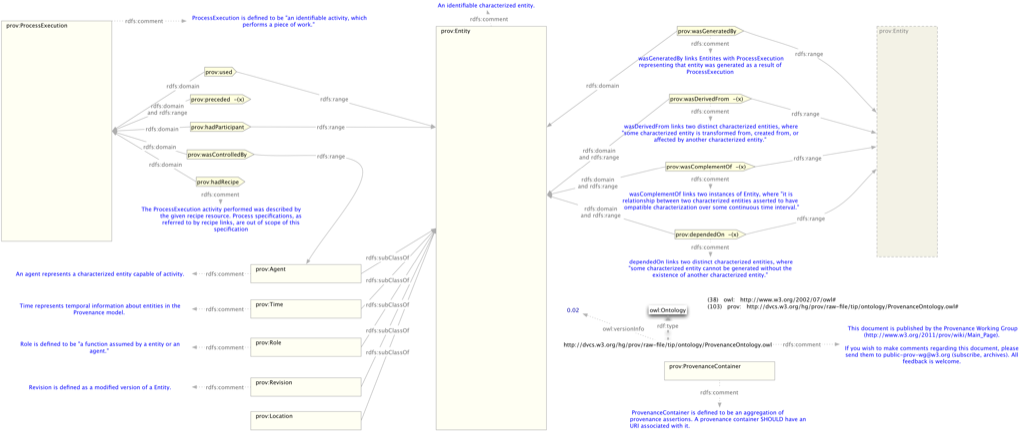 An identifiable characterized entity.
rdfs:comment
prov:ProcessExecution
rdfs:comment
ProcessExecution is defined to be "an identifiable activity, which
performs a piece of work."
prov:Entity
prov:wasGeneratedBy
rdfs:comment
wasGeneratedBy links Entitites with ProcessExecution
representing that entity was generated as a result of
ProcessExecution
rdfs:range
prov:Entity
prov:used
rdfs:domain
rdfs:range
rdfs:domain
prov:preceded -(x)
rdfs:domain
and rdfs:range
prov:hadParticipant
rdfs:domain
rdfs:range
prov:wasDerivedFrom -(x)
rdfs:range
rdfs:comment
wasDerivedFrom links two distinct characterized entities, where
"some characterized entity is transformed from, created from, or
affected by another characterized entity."
rdfs:domain
and rdfs:range
rdfs:domain
prov:wasControlledBy
rdfs:range
rdfs:domain
prov:hadRecipe
rdfs:comment
The ProcessExecution activity performed was described by
the given recipe resource. Process specifications, as
referred to by recipe links, are out of scope of this
specification
prov:wasComplementOf -(x)
rdfs:range
rdfs:domain
rdfs:comment
wasComplementOf links two instances of Entity, where "it is
relationship between two characterized entities asserted to have
ompatible characterization over some continuous time interval."
rdfs:domain
and rdfs:range
rdfs:range
prov:dependedOn -(x)
rdfs:comment
dependedOn links two distinct characterized entities, where
"some characterized entity cannot be generated without the
existence of another characterized entity."
An agent represents a characterized entity capable of activity.
rdfs:comment
prov:Agent
rdfs:subClassOf
Time represents temporal information about entities in the
Provenance model.
rdfs:comment
prov:Time
rdfs:subClassOf
Role is defined to be "a function assumed by a entity or an
agent."
rdfs:comment
prov:Role
rdfs:subClassOf
Revision is defined as a modified version of a Entity.
rdfs:comment
prov:Revision
rdfs:subClassOf
prov:Location
rdfs:subClassOf
(38) owl: http://www.w3.org/2002/07/owl#
(103) prov: http://dvcs.w3.org/hg/prov/raw-file/tip/ontology/ProvenanceOntology.owl#
0.02
owl:versionInfo
owl:Ontology
rdf:type
http://dvcs.w3.org/hg/prov/raw-file/tip/ontology/ProvenanceOntology.owl
rdfs:comment
This document is published by the Provenance Working Group
(http://www.w3.org/2011/prov/wiki/Main_Page).
If you wish to make comments regarding this document, please
send them to public-prov-wg@w3.org (subscribe, archives). All
feedback is welcome.
prov:ProvenanceContainer
rdfs:comment
ProvenanceContainer is defined to be an aggregation of
provenance assertions. A provenance container SHOULD have an
URI associated with it.